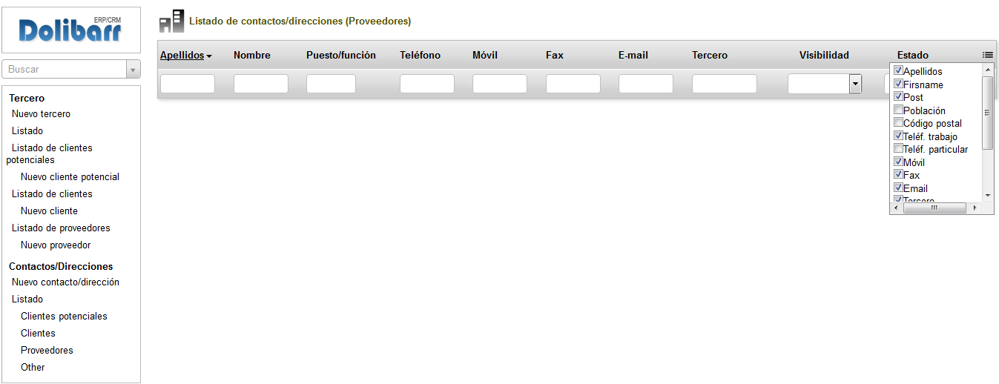 ERP/CRM
Dolibarr
Buscar
Tercero
Nuevo tercero
Listado
Listado de clientes
potenciales
Nuevo cliente potencial
Listado de clientes
Nuevo cliente
Listado de proveedores
Nuevo proveedor
Contactos/Direcciones
Nuevo contacto/dirección
Listado
Clientes potenciales
Clientes
Proveedores
Other
Listado de contactos/direcciones (Proveedores)
Apellidos Nombre Puesto/función Teléfono Móvil Fax E-mail Tercero Visibilidad Estado
Apellidos
Firsname
Post
Población
Código postal
Teléf. trabajo
Teléf. particular
Móvil
Fax
Email
Tercero